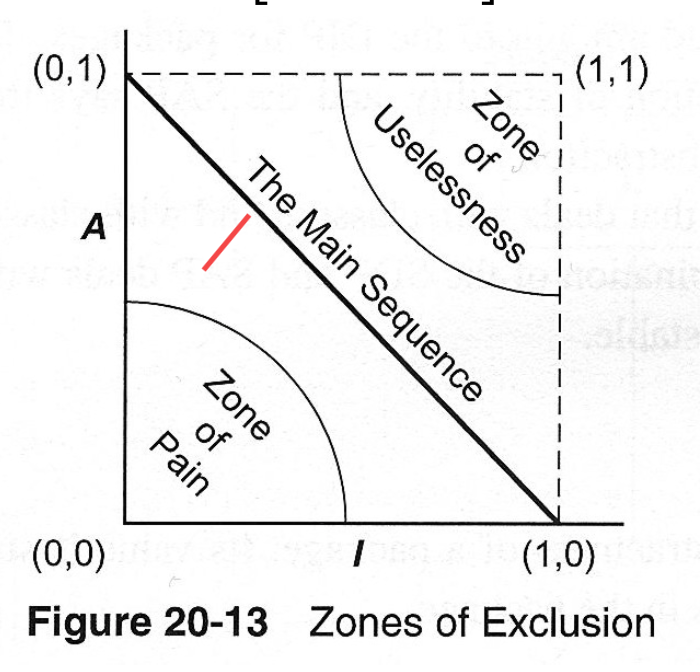 (0,1)
(1,1)
Zone
of
Uselessness
The Main Sequence
A
Zone
of
Pain
(0,0)
I
(1,0)
Figure 20-13 Zones of Exclusion